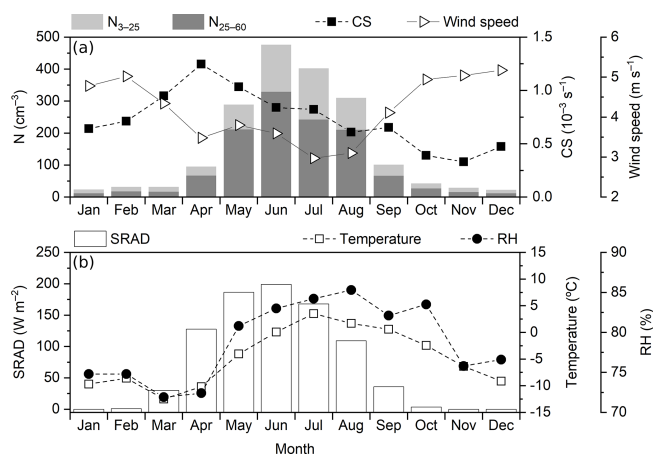 N3–25 CS Wind speed
N25–60
(a)
N (cm–3)
500
400
300
200
100
0
CS (10–3 s–1)
1.5
1.0
0.5
0.0
Wind speed (m s–1)
6
5
4
3
2
Jan Feb Mar Apr May Jun Jul Aug Sep Oct Nov Dec
SRAD Temperature RH
(b)
SRAD (W m–2)
250
200
150
100
50
0
Temperature (ºC)
15
10
5
0
-5
-10
-15
RH (%)
90
85
80
75
70
Jan Feb Mar Apr May Jun Jul Aug Sep Oct Nov Dec
Month